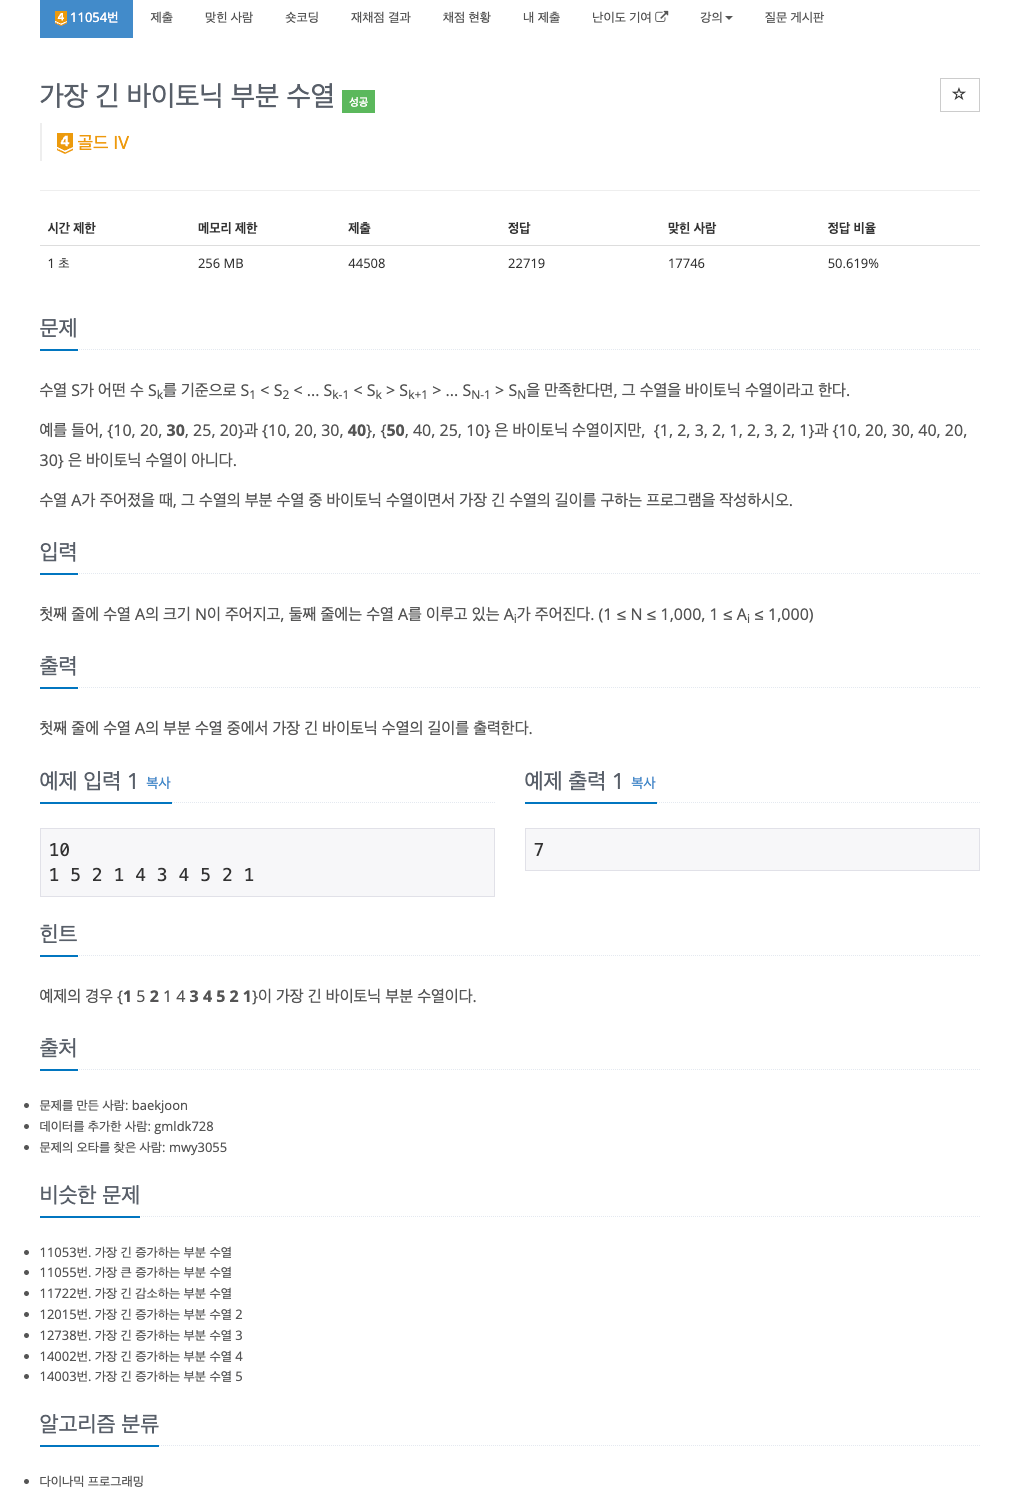 4 11054번 제출 맞힌 사람 숏코딩 재채점 결과 채점 현황 내 제출 난이도 기여 강의 질문 게시판
가장 긴 바이토닉 부분 수열 성공
☆
4 골드 IV
시간 제한 메모리 제한 제출 정답 맞힌 사람 정답 비율
1 초 256 MB 44508 22719 17746 50.619%
문제
수열 S가 어떤 수 Sk를 기준으로 S1 < S2 < ... Sk-1 < Sk > Sk+1 > ... SN-1 > SN을 만족한다면, 그 수열을 바이토닉 수열이라고 한다.
예를 들어, {10, 20, 30, 25, 20}과 {10, 20, 30, 40}, {50, 40, 25, 10} 은 바이토닉 수열이지만,  {1, 2, 3, 2, 1, 2, 3, 2, 1}과 {10, 20, 30, 40, 20,
30} 은 바이토닉 수열이 아니다.
수열 A가 주어졌을 때, 그 수열의 부분 수열 중 바이토닉 수열이면서 가장 긴 수열의 길이를 구하는 프로그램을 작성하시오.
입력
첫째 줄에 수열 A의 크기 N이 주어지고, 둘째 줄에는 수열 A를 이루고 있는 Ai가 주어진다. (1 ≤ N ≤ 1,000, 1 ≤ Ai ≤ 1,000)
출력
첫째 줄에 수열 A의 부분 수열 중에서 가장 긴 바이토닉 수열의 길이를 출력한다.
예제 입력 1 복사
10
1 5 2 1 4 3 4 5 2 1
예제 출력 1 복사
7
힌트
예제의 경우 {1 5 2 1 4 3 4 5 2 1}이 가장 긴 바이토닉 부분 수열이다.
출처
문제를 만든 사람: baekjoon
데이터를 추가한 사람: gmldk728
문제의 오타를 찾은 사람: mwy3055
비슷한 문제
11053번. 가장 긴 증가하는 부분 수열
11055번. 가장 큰 증가하는 부분 수열
11722번. 가장 긴 감소하는 부분 수열
12015번. 가장 긴 증가하는 부분 수열 2
12738번. 가장 긴 증가하는 부분 수열 3
14002번. 가장 긴 증가하는 부분 수열 4
14003번. 가장 긴 증가하는 부분 수열 5
알고리즘 분류
다이나믹 프로그래밍